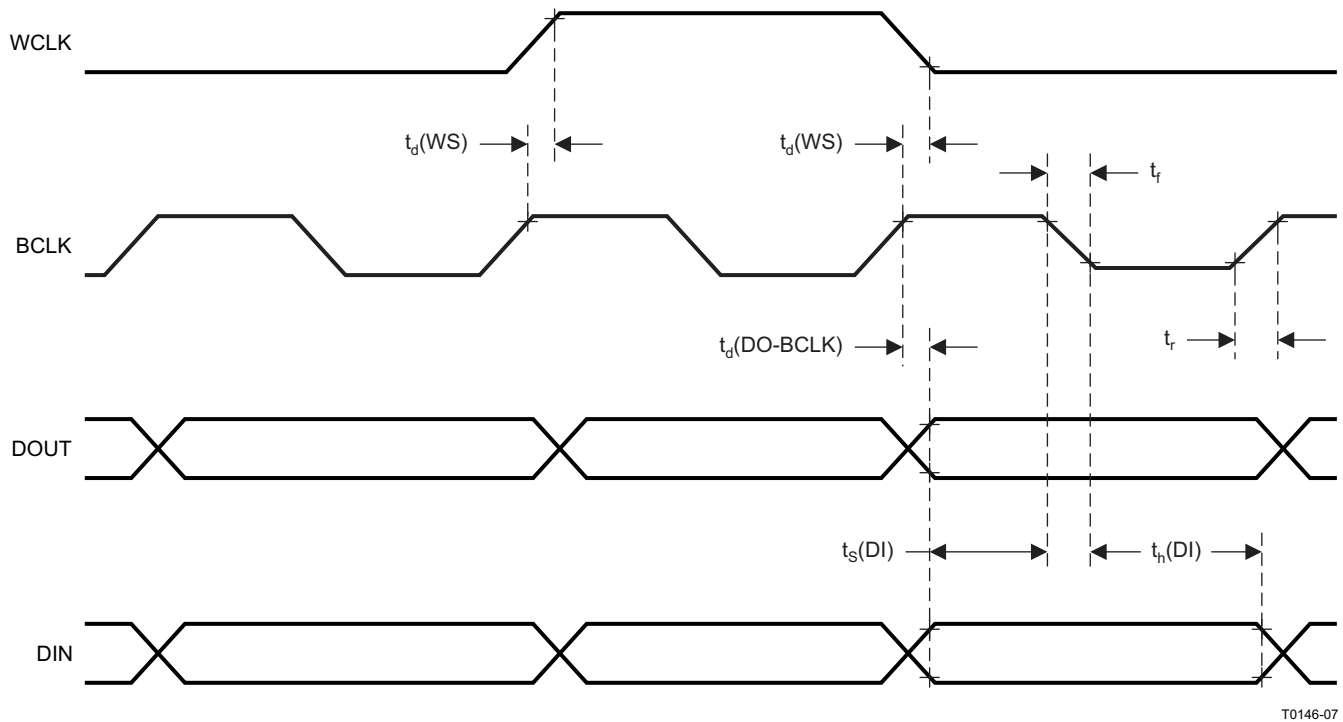 WCLK
t_d(WS)
t_d(WS)
t_f
BCLK
t_d(DO-BCLK)
t_r
DOUT
t_S(DI)
t_h(DI)
DIN
T0146-07